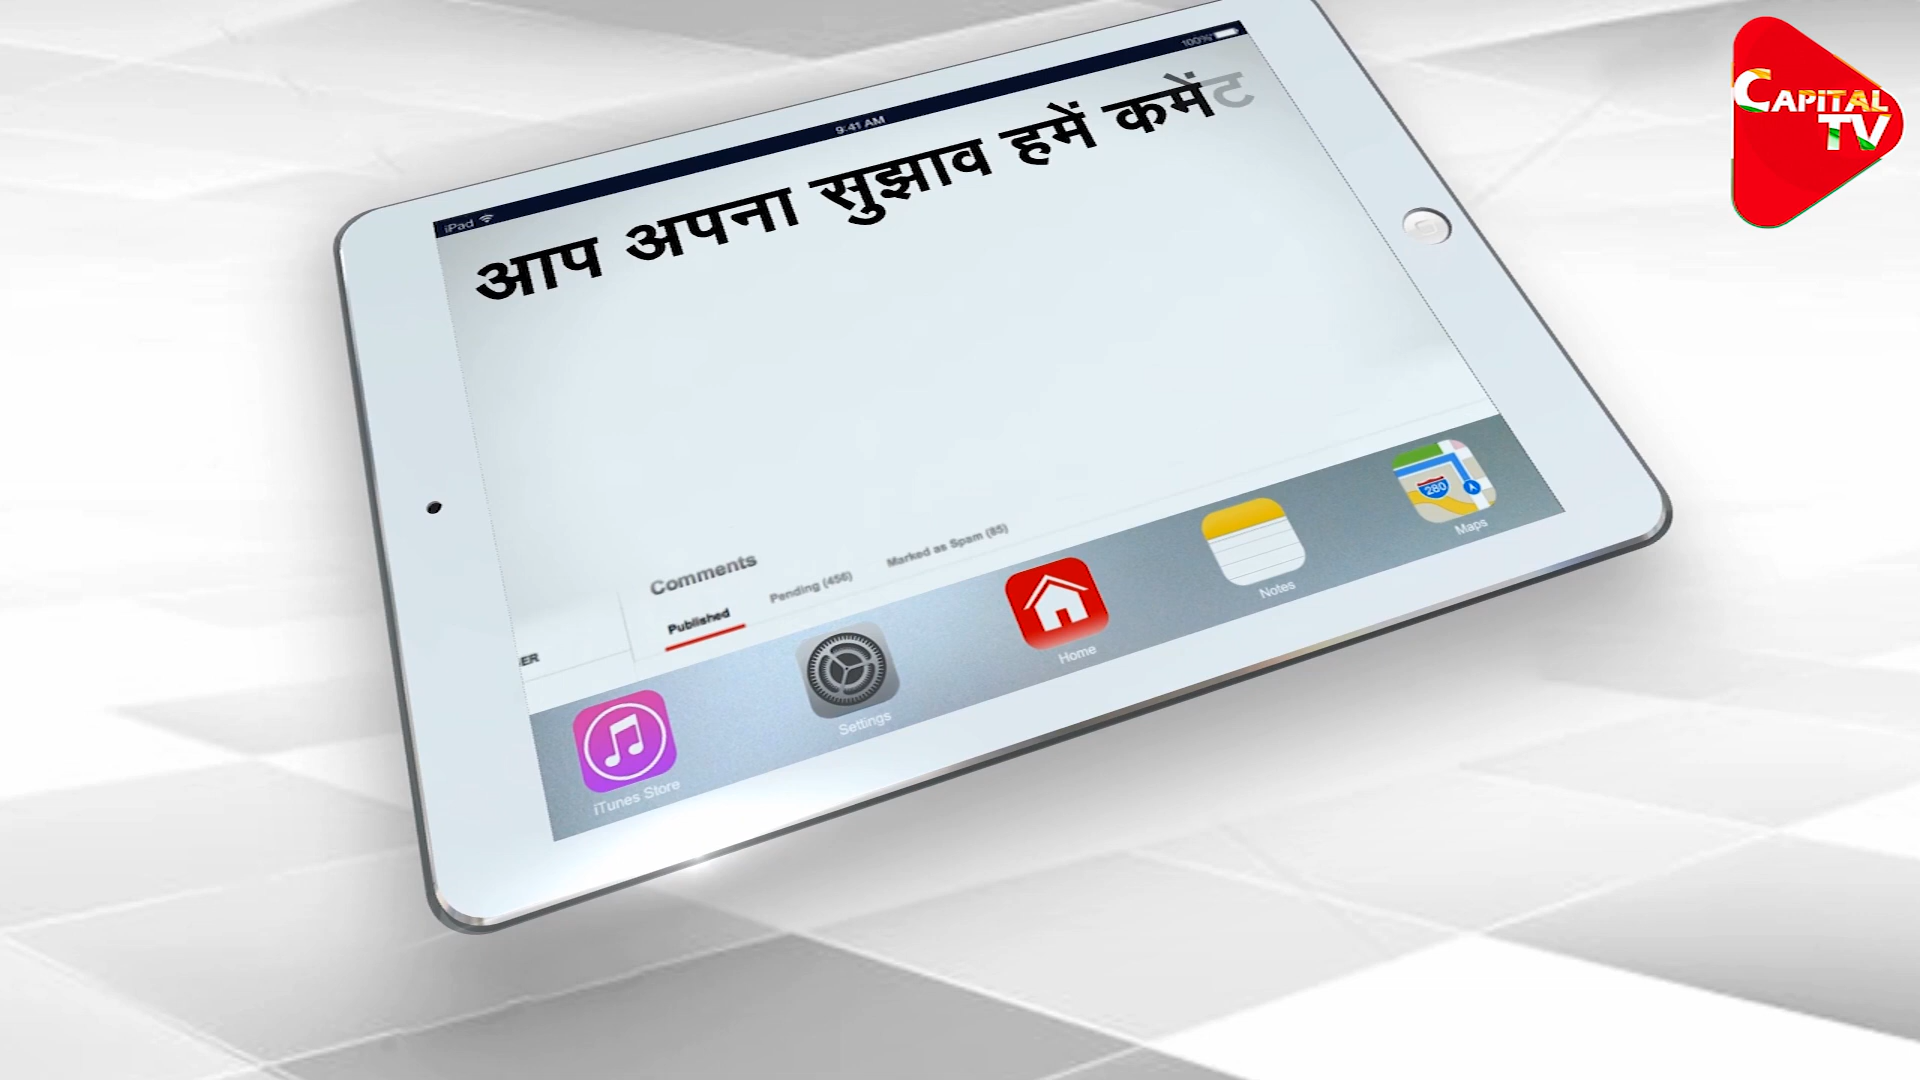 CAPITAL
TV
iPad
9:41 AM
100%
आप अपना सुझाव हमें कमेंट
Comments
Published
Pending (456)
Marked as Spam (85)
ER
iTunes Store
Settings
Home
Notes
280
Maps